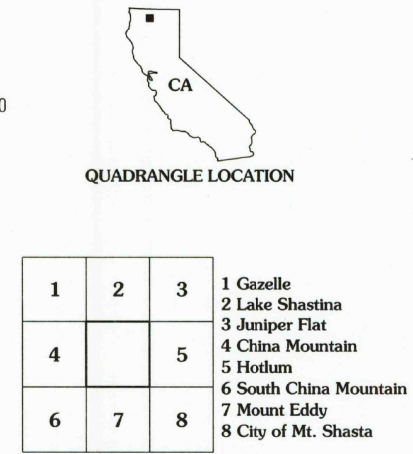 0
CA
QUADRANGLE LOCATION
1 2 3
4 5
6 7 8
1 Gazelle
2 Lake Shastina
3 Juniper Flat
4 China Mountain
5 Hotlum
6 South China Mountain
7 Mount Eddy
8 City of Mt. Shasta